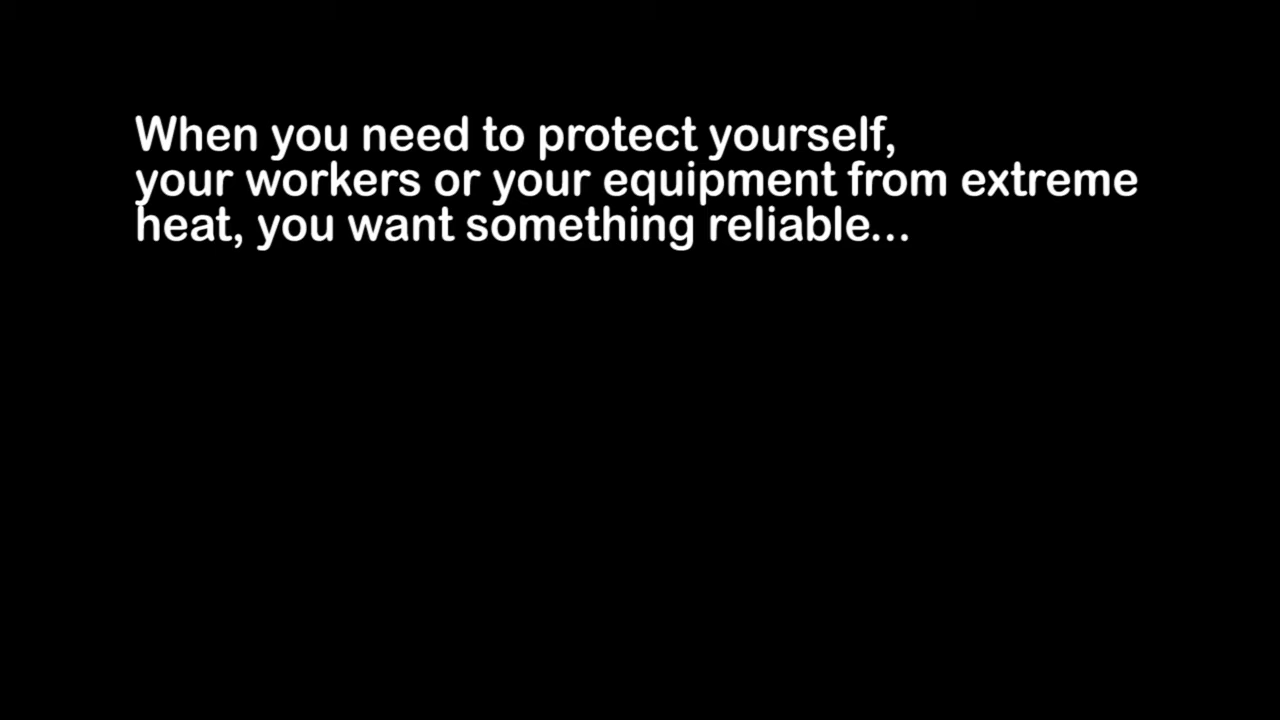 When you need to protect yourself,
your workers or your equipment from extreme
heat, you want something reliable...